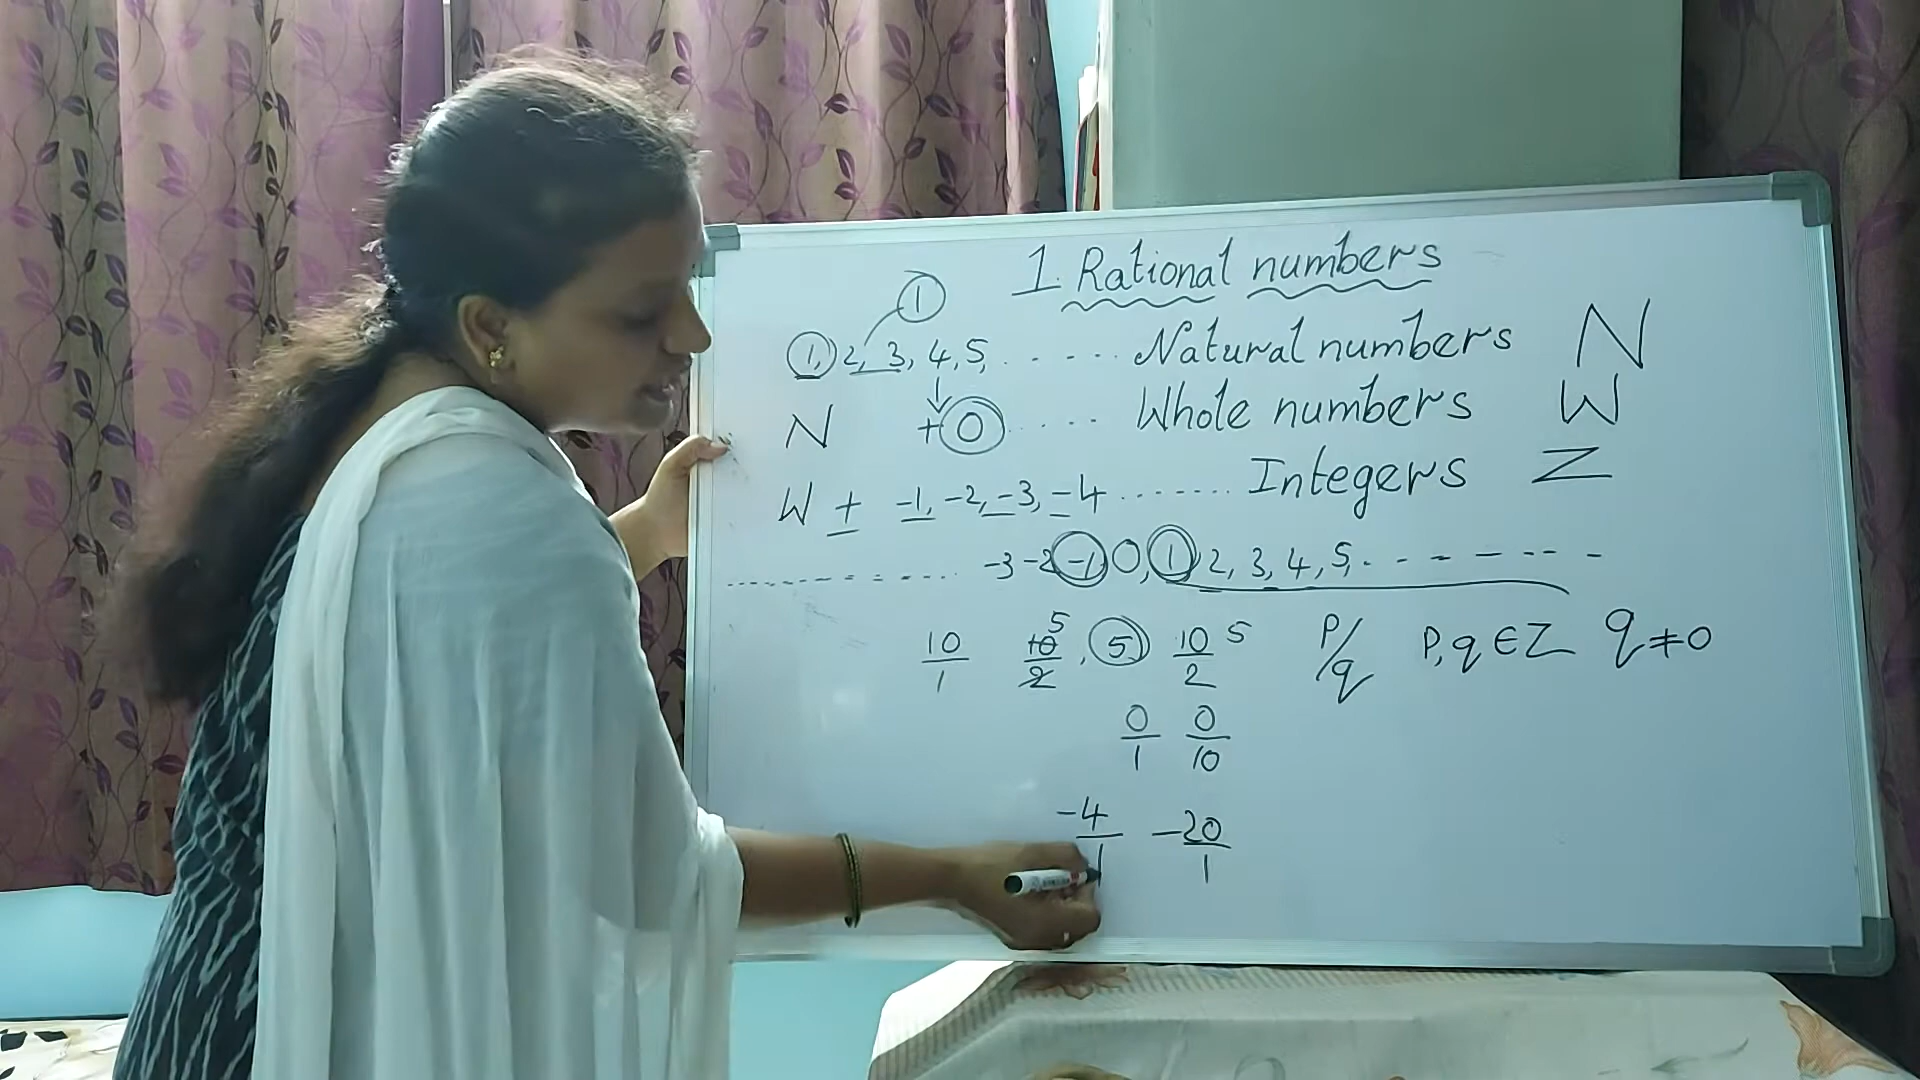 1. Rational numbers
1
1, 2, 3, 4, 5, ..... Natural numbers N
N + 0 .... Whole numbers W
W + -1, -2, -3, -4 ....... Integers Z
............ -3 -2 -1, 0, 1 2, 3, 4, 5, - - - - - - -
10/1 10/2 5, 5 10/2 5 P/q P,q ∈ Z q ≠ 0
0/1 0/10
-4/1 -20/1